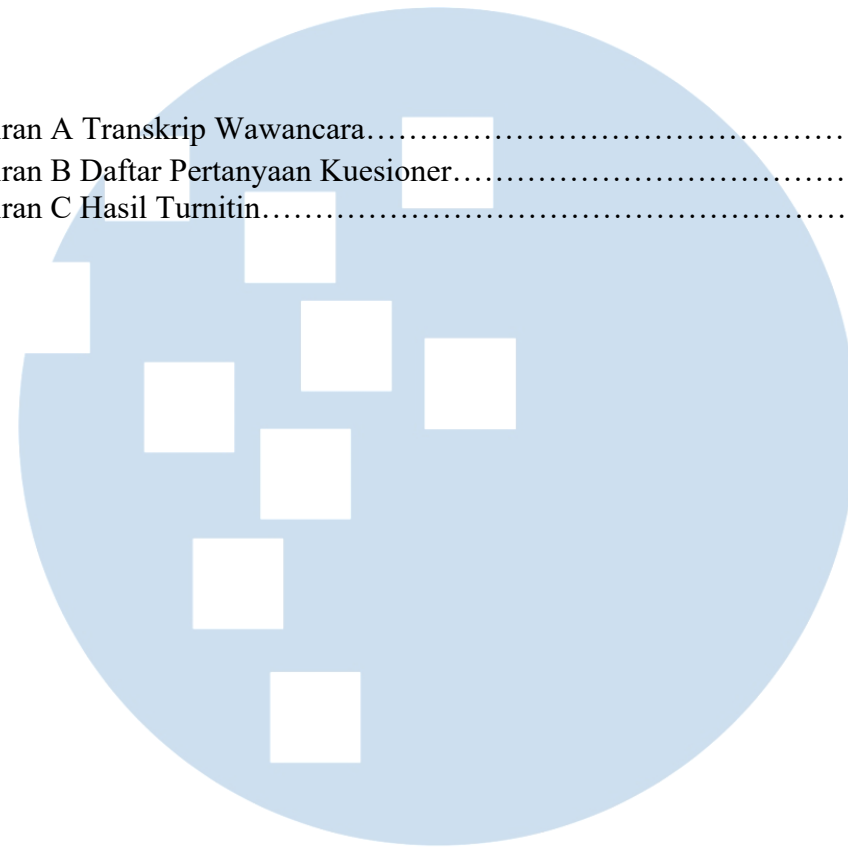 ran A Transkrip Wawancara……………………………………………
ran B Daftar Pertanyaan Kuesioner……………………………………
ran C Hasil Turnitin…………………………………………………………